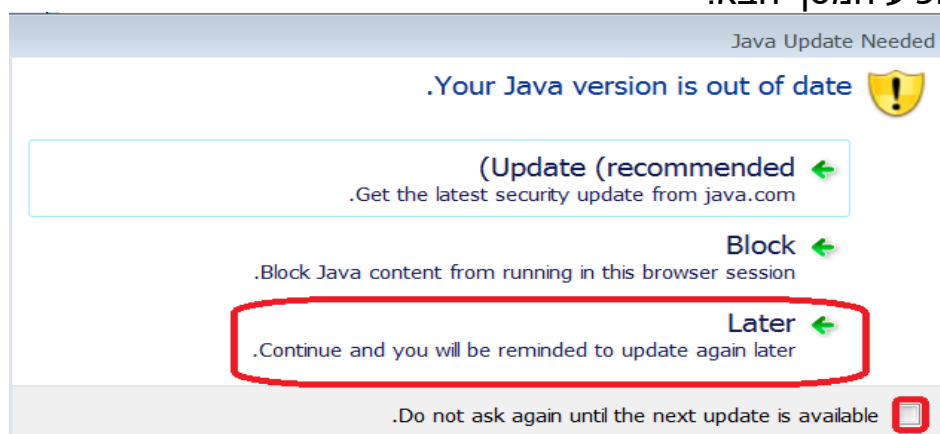 המסך הבא:
Java Update Needed
.Your Java version is out of date
(Update (recommended
.Get the latest security update from java.com
Block
.Block Java content from running in this browser session
Later
.Continue and you will be reminded to update again later
.Do not ask again until the next update is available